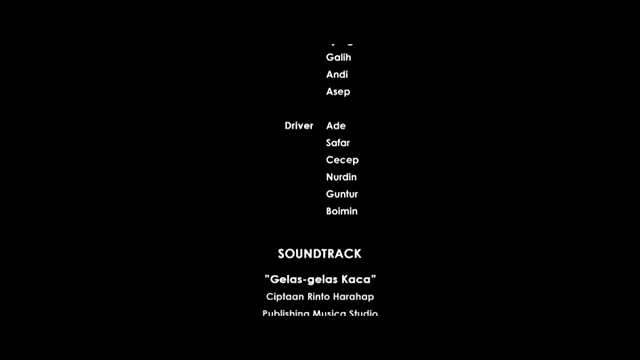 Galih
Andi
Asep
Driver Ade
Safar
Cecep
Nurdin
Guntur
Boimin
SOUNDTRACK
"Gelas-gelas Kaca"
Ciptaan Rinto Harahap
Publishing Musica Studio